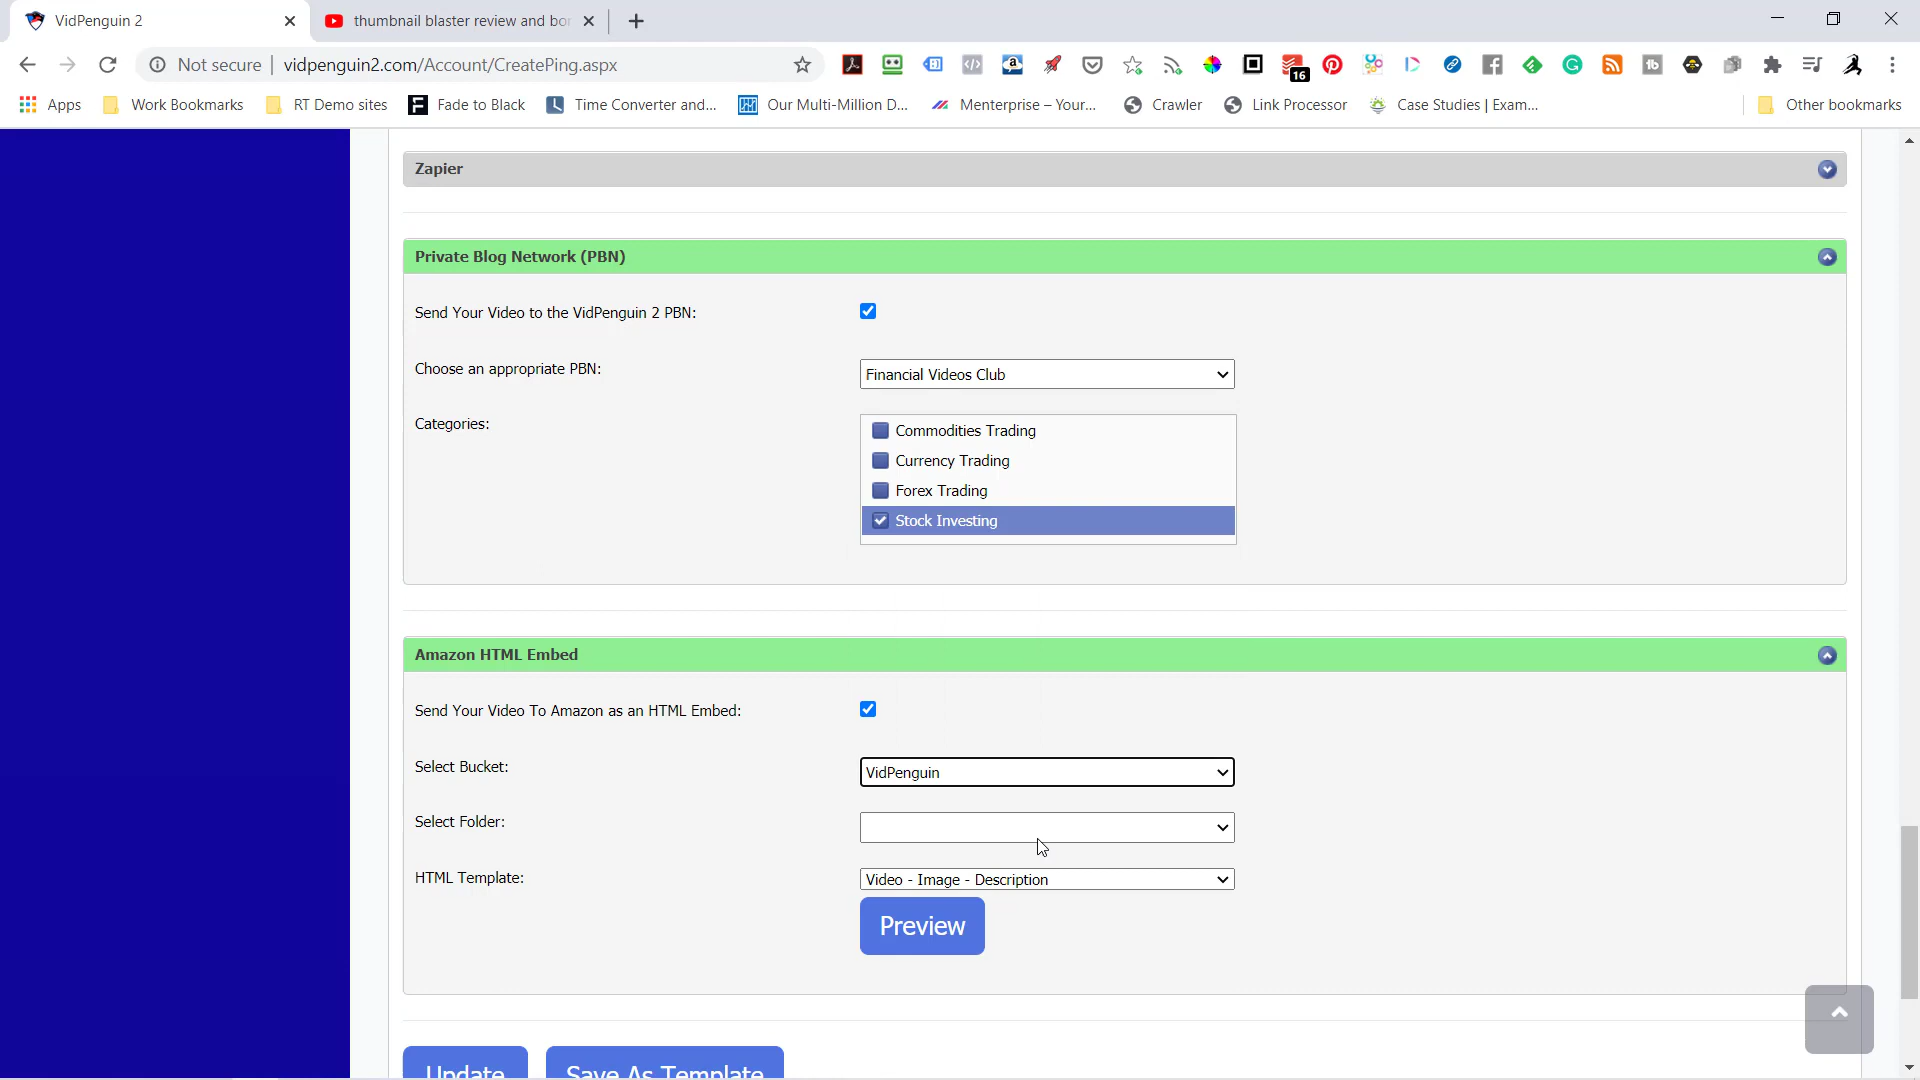 VidPenguin 2
thumbnail blaster review and bon
Not secure | vidpenguin2.com/Account/CreatePing.aspx
16
Apps
Work Bookmarks
RT Demo sites
Fade to Black
Time Converter and...
Our Multi-Million D...
Menterprise – Your...
Crawler
Link Processor
Case Studies | Exam...
Other bookmarks
Zapier
Private Blog Network (PBN)
Send Your Video to the VidPenguin 2 PBN:
Choose an appropriate PBN:
Financial Videos Club
Categories:
Commodities Trading
Currency Trading
Forex Trading
Stock Investing
Amazon HTML Embed
Send Your Video To Amazon as an HTML Embed:
Select Bucket:
VidPenguin
Select Folder:
HTML Template:
Video - Image - Description
Preview
Update
Save As Template